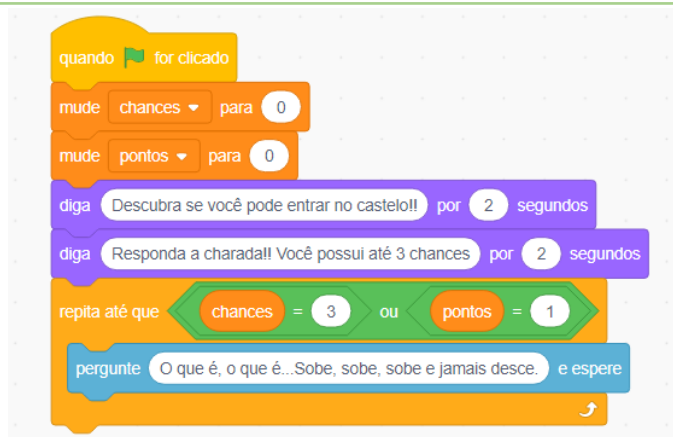 quando for clicado
mude chances para 0
mude pontos para 0
diga Descubra se você pode entrar no castelo!! por 2 segundos
diga Responda a charada!! Você possui até 3 chances por 2 segundos
repita até que chances = 3 ou pontos = 1
pergunte O que é, o que é...Sobe, sobe, sobe e jamais desce. e espere